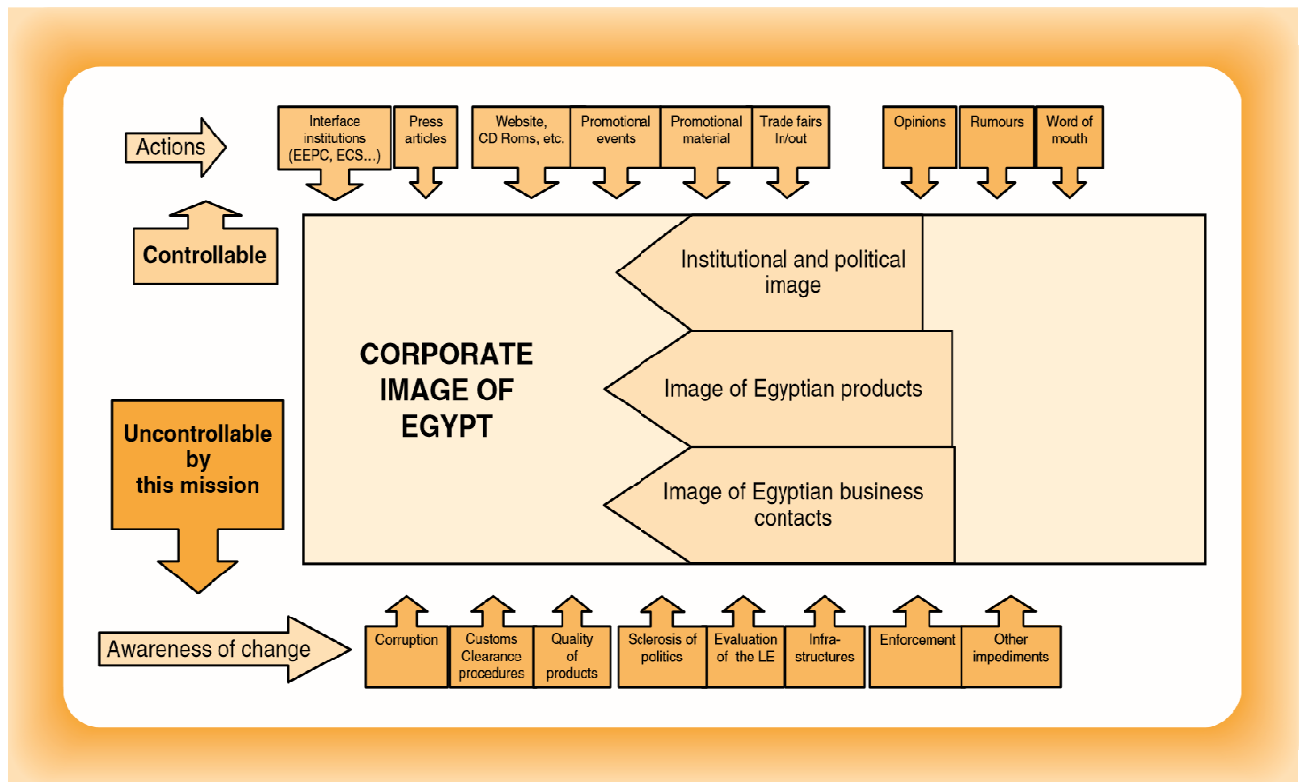 Actions
Interface
institutions
(EEPC, ECS...)
Press
articles
Website,
CD Roms, etc.
Promotional
events
Promotional
material
Trade fairs
In/out
Opinions
Rumours
Word of
mouth
Controllable
Institutional and political
image
CORPORATE
IMAGE OF
EGYPT
Image of Egyptian products
Uncontrollable
by
this mission
Image of Egyptian business
contacts
Awareness of change
Corruption
Customs
Clearance
procedures
Quality
of
products
Sclerosis of
politics
Evaluation
of the LE
Infra-
structures
Enforcement
Other
impediments